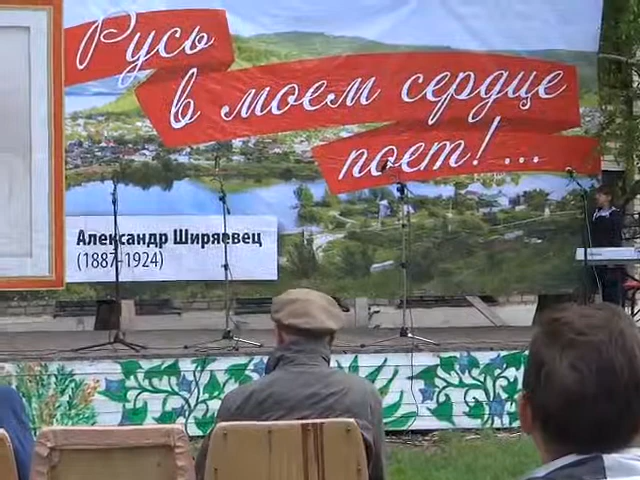 Русь
в моем сердце
поет! ...
Александр Ширяевец
(1887-1924)